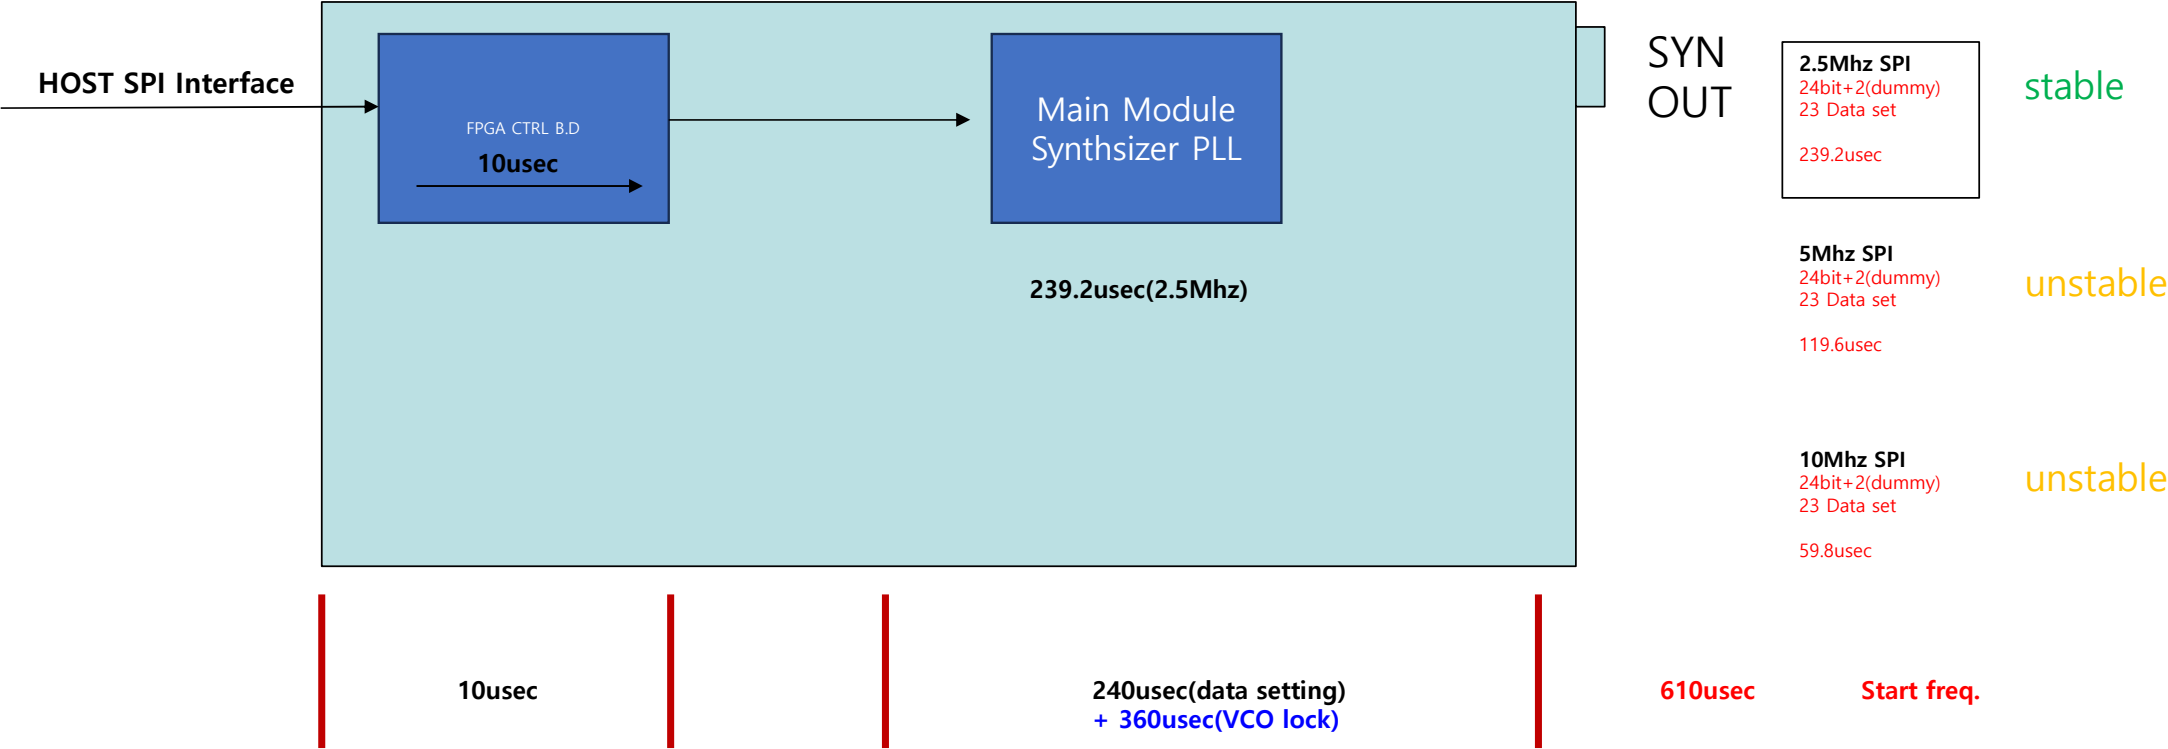 HOST SPI Interface
FPGA CTRL B.D
10usec
Main Module
Synthsizer PLL
239.2usec(2.5Mhz)
SYN
OUT
2.5Mhz SPI
24bit+2(dummy)
23 Data set
239.2usec
stable
5Mhz SPI
24bit+2(dummy)
23 Data set
119.6usec
unstable
10Mhz SPI
24bit+2(dummy)
23 Data set
59.8usec
unstable
10usec
240usec(data setting)
+ 360usec(VCO lock)
610usec
Start freq.